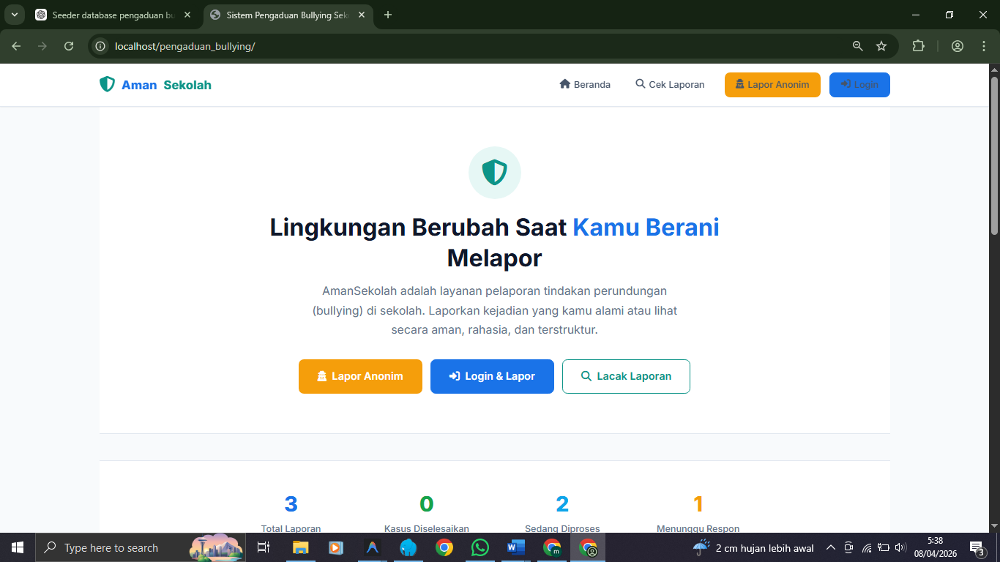 Seeder database pengaduan bu
Sistem Pengaduan Bullying Sek
localhost/pengaduan_bullying/
Aman Sekolah
Beranda
Cek Laporan
Lapor Anonim
Login
Lingkungan Berubah Saat Kamu Berani
Melapor
AmanSekolah adalah layanan pelaporan tindakan perundungan
(bullying) di sekolah. Laporkan kejadian yang kamu alami atau lihat
secara aman, rahasia, dan terstruktur.
Lapor Anonim
Login & Lapor
Lacak Laporan
3
0
2
1
Total Laporan
Kasus Diselesaikan
Sedang Diproses
Menunggu Respon
Type here to search
W
m
2 cm hujan lebih awal
5:38
08/04/2026
3